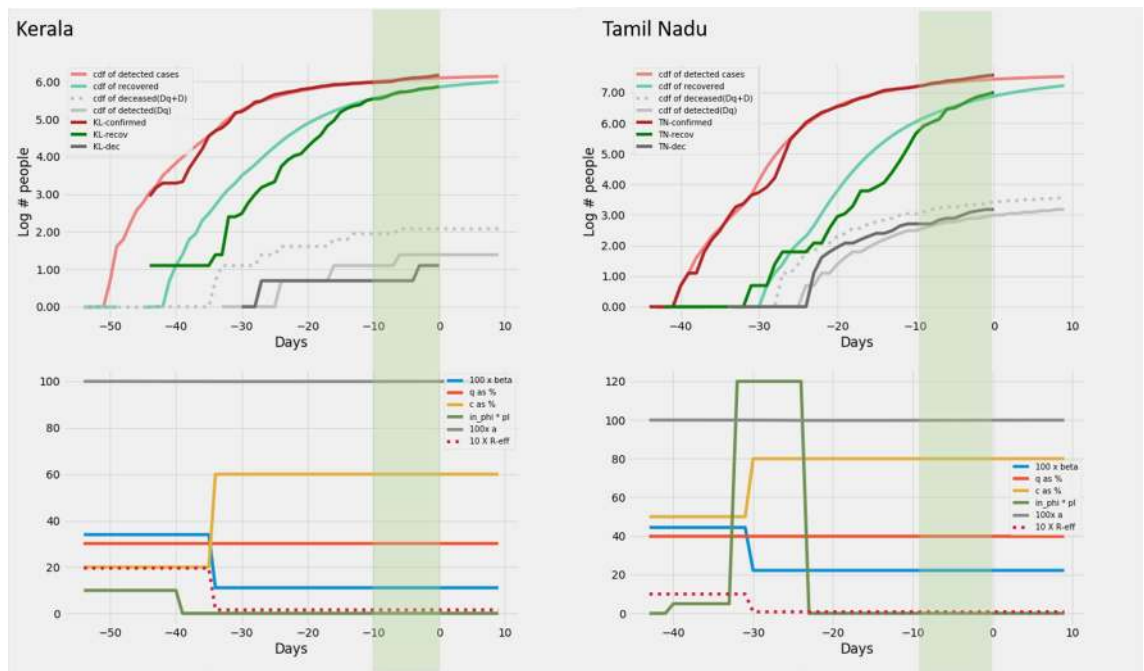 Kerala
cdf of detected cases
cdf of recovered
cdf of deceased(Dq+D)
cdf of detected(Dq)
KL-confirmed
KL-recov
KL-dec
Log # people
6.00
5.00
4.00
3.00
2.00
1.00
0.00
−50
−40
−30
−20
−10
0
10
Days
Tamil Nadu
cdf of detected cases
cdf of recovered
cdf of deceased(Dq+D)
cdf of detected(Dq)
TN-confirmed
TN-recov
TN-dec
Log # people
7.00
6.00
5.00
4.00
3.00
2.00
1.00
0.00
−40
−30
−20
−10
0
10
Days
100
80
60
40
20
0
100 x beta
q as %
c as %
in_phi * pl
100x a
10 X R-eff
−50
−40
−30
−20
−10
0
10
Days
120
100
80
60
40
20
0
100 x beta
q as %
c as %
in_phi * pl
100x a
10 X R-eff
−40
−30
−20
−10
0
10
Days